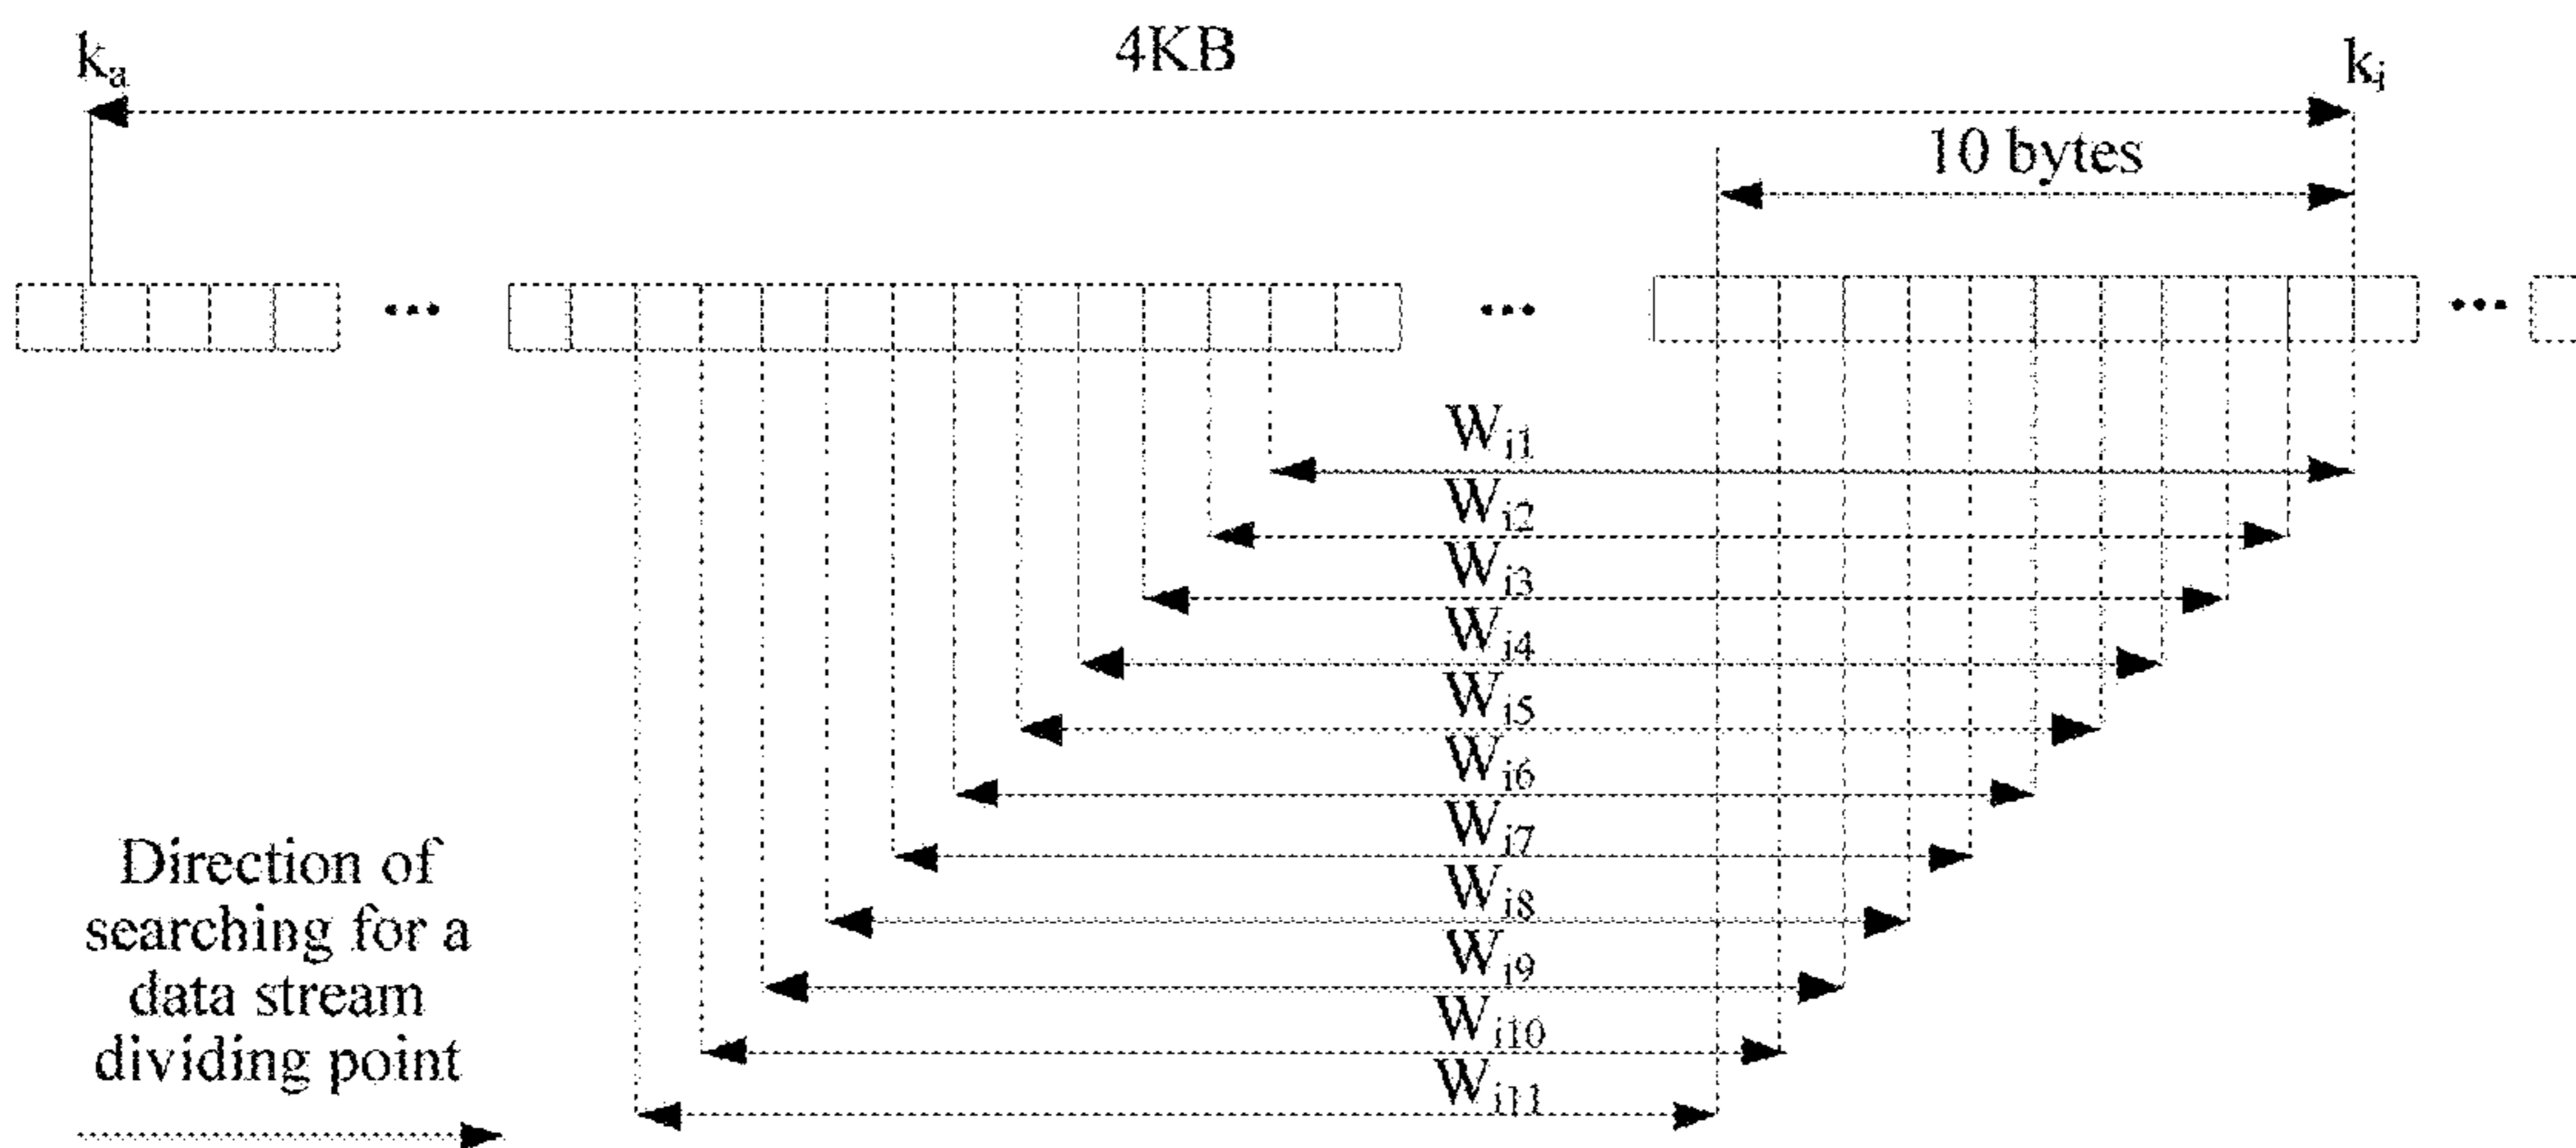 kₐ 4KB kᵢ
10 bytes
...
...
...
Wᵢ₁
Wᵢ₂
Wᵢ₃
Wᵢ₄
Wᵢ₅
Wᵢ₆
Wᵢ₇
Wᵢ₈
Wᵢ₉
Wᵢ₁₀
Wᵢ₁₁
Direction of
searching for a
data stream
dividing point